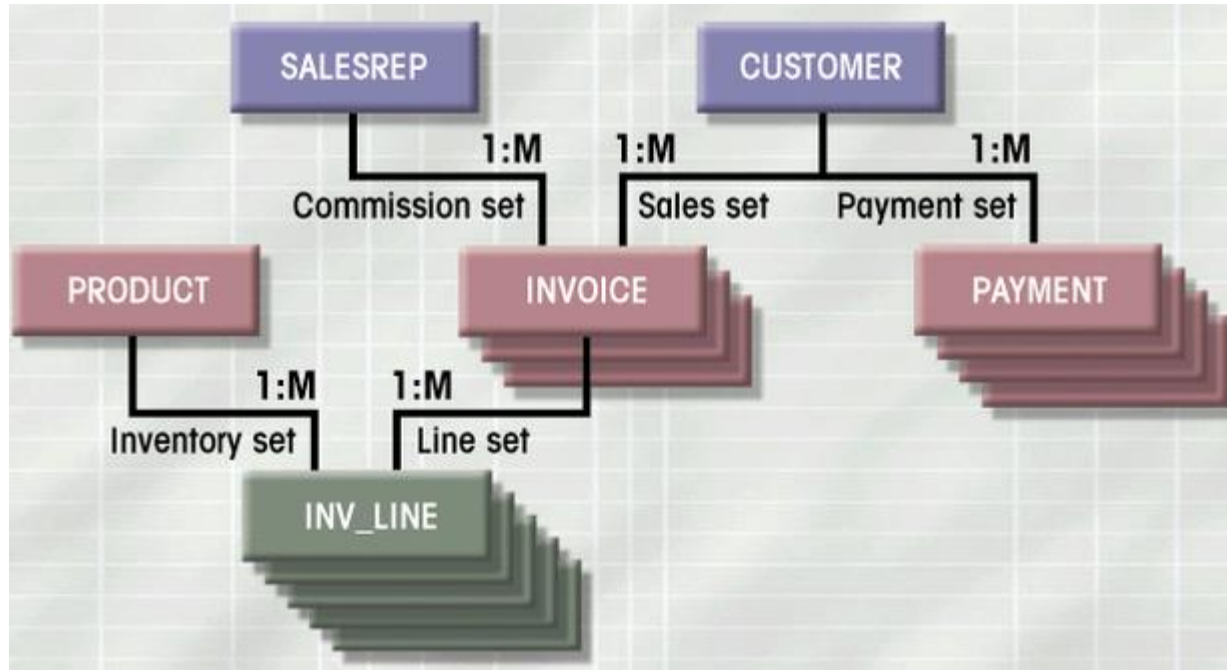 SALESREP
CUSTOMER
1:M
1:M
1:M
Commission set
Sales set
Payment set
PRODUCT
INVOICE
PAYMENT
1:M
1:M
Inventory set
Line set
INV_LINE